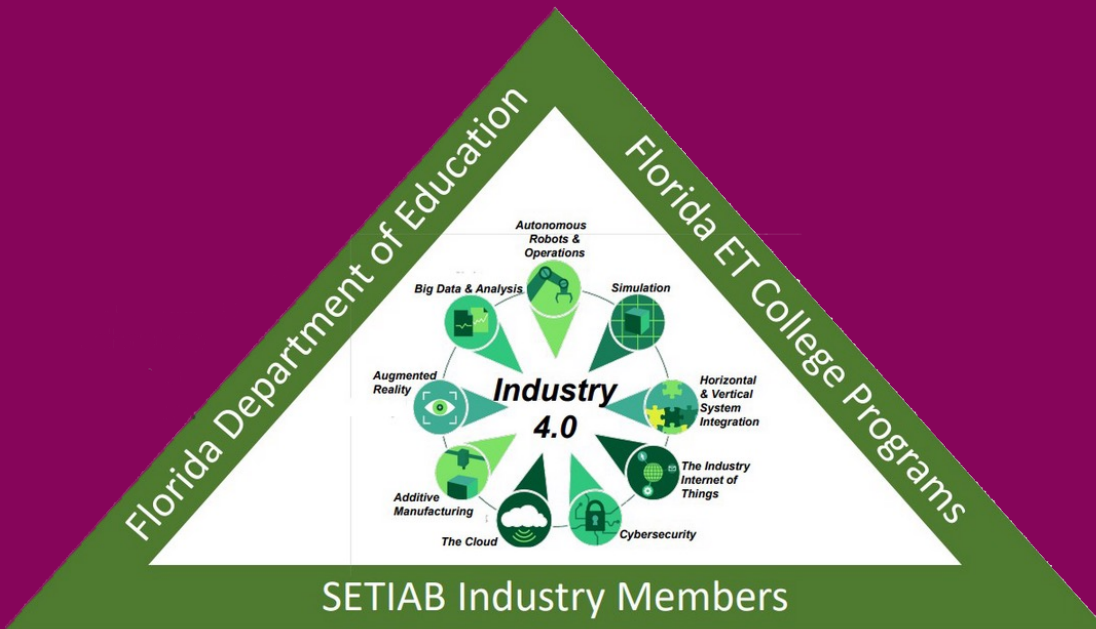 Florida Department of Education
Florida ET College Programs
Autonomous
Robots &
Operations
Big Data & Analysis
Simulation
Augmented
Reality
Industry
4.0
Horizontal
& Vertical
System
Integration
The Industry
Internet of
Things
Additive
Manufacturing
The Cloud
Cybersecurity
SETIAB Industry Members